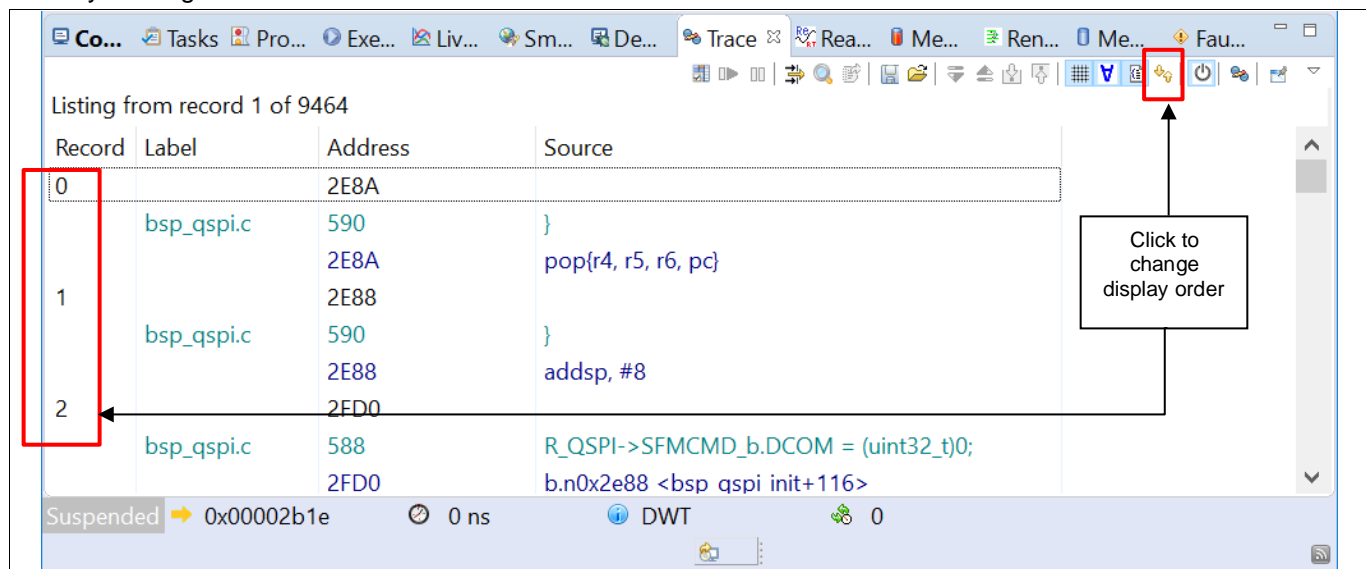 Co... Tasks Pro... Exe... Liv... Sm... De... Trace Rea... Me... Ren... Me... Fau...
Listing from record 1 of 9464
Record Label Address Source
0 2E8A
bsp_qspi.c 590 }
2E8A pop{r4, r5, r6, pc}
1 2E88
bsp_qspi.c 590 }
2E88 addsp, #8
2 2FD0
bsp_qspi.c 588 R_QSPI->SFMCMD_b.DCOM = (uint32_t)0;
2FD0 b.n0x2e88 <bsp_qspi_init+116>
Click to
change
display order
Suspended 0x00002b1e 0 ns DWT 0